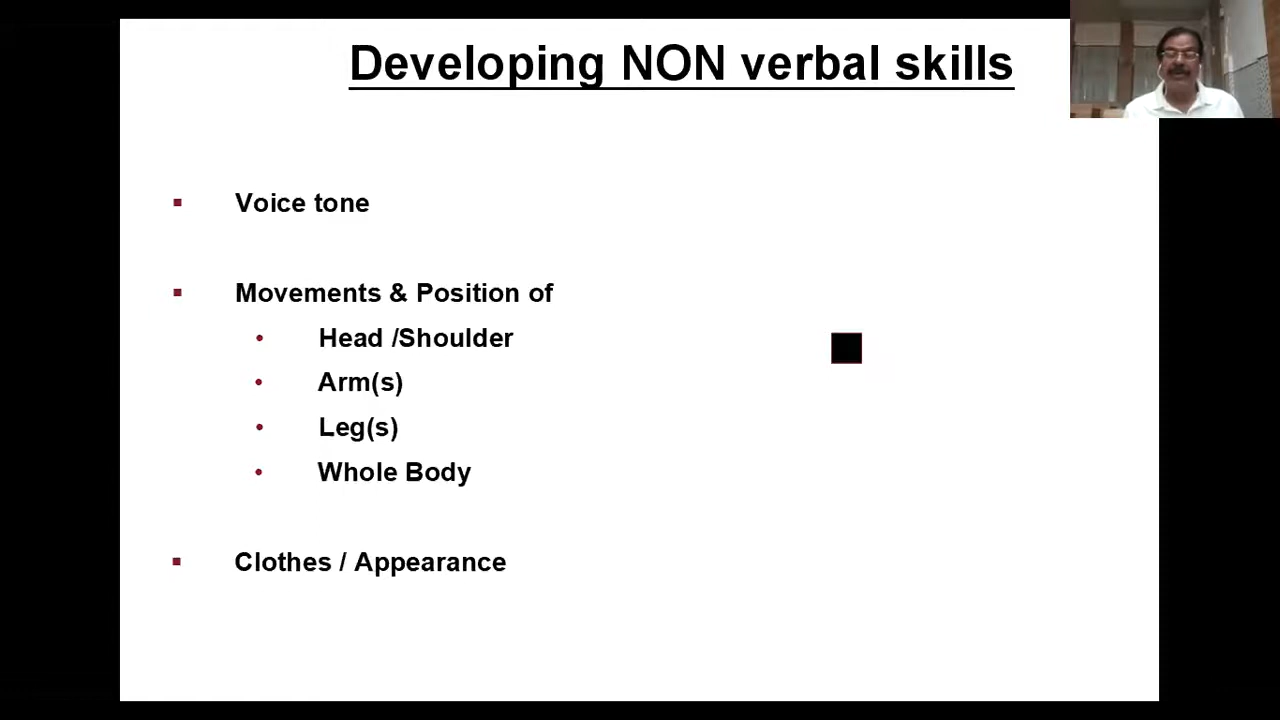 Developing NON verbal skills
Voice tone
Movements & Position of
Head /Shoulder
Arm(s)
Leg(s)
Whole Body
Clothes / Appearance